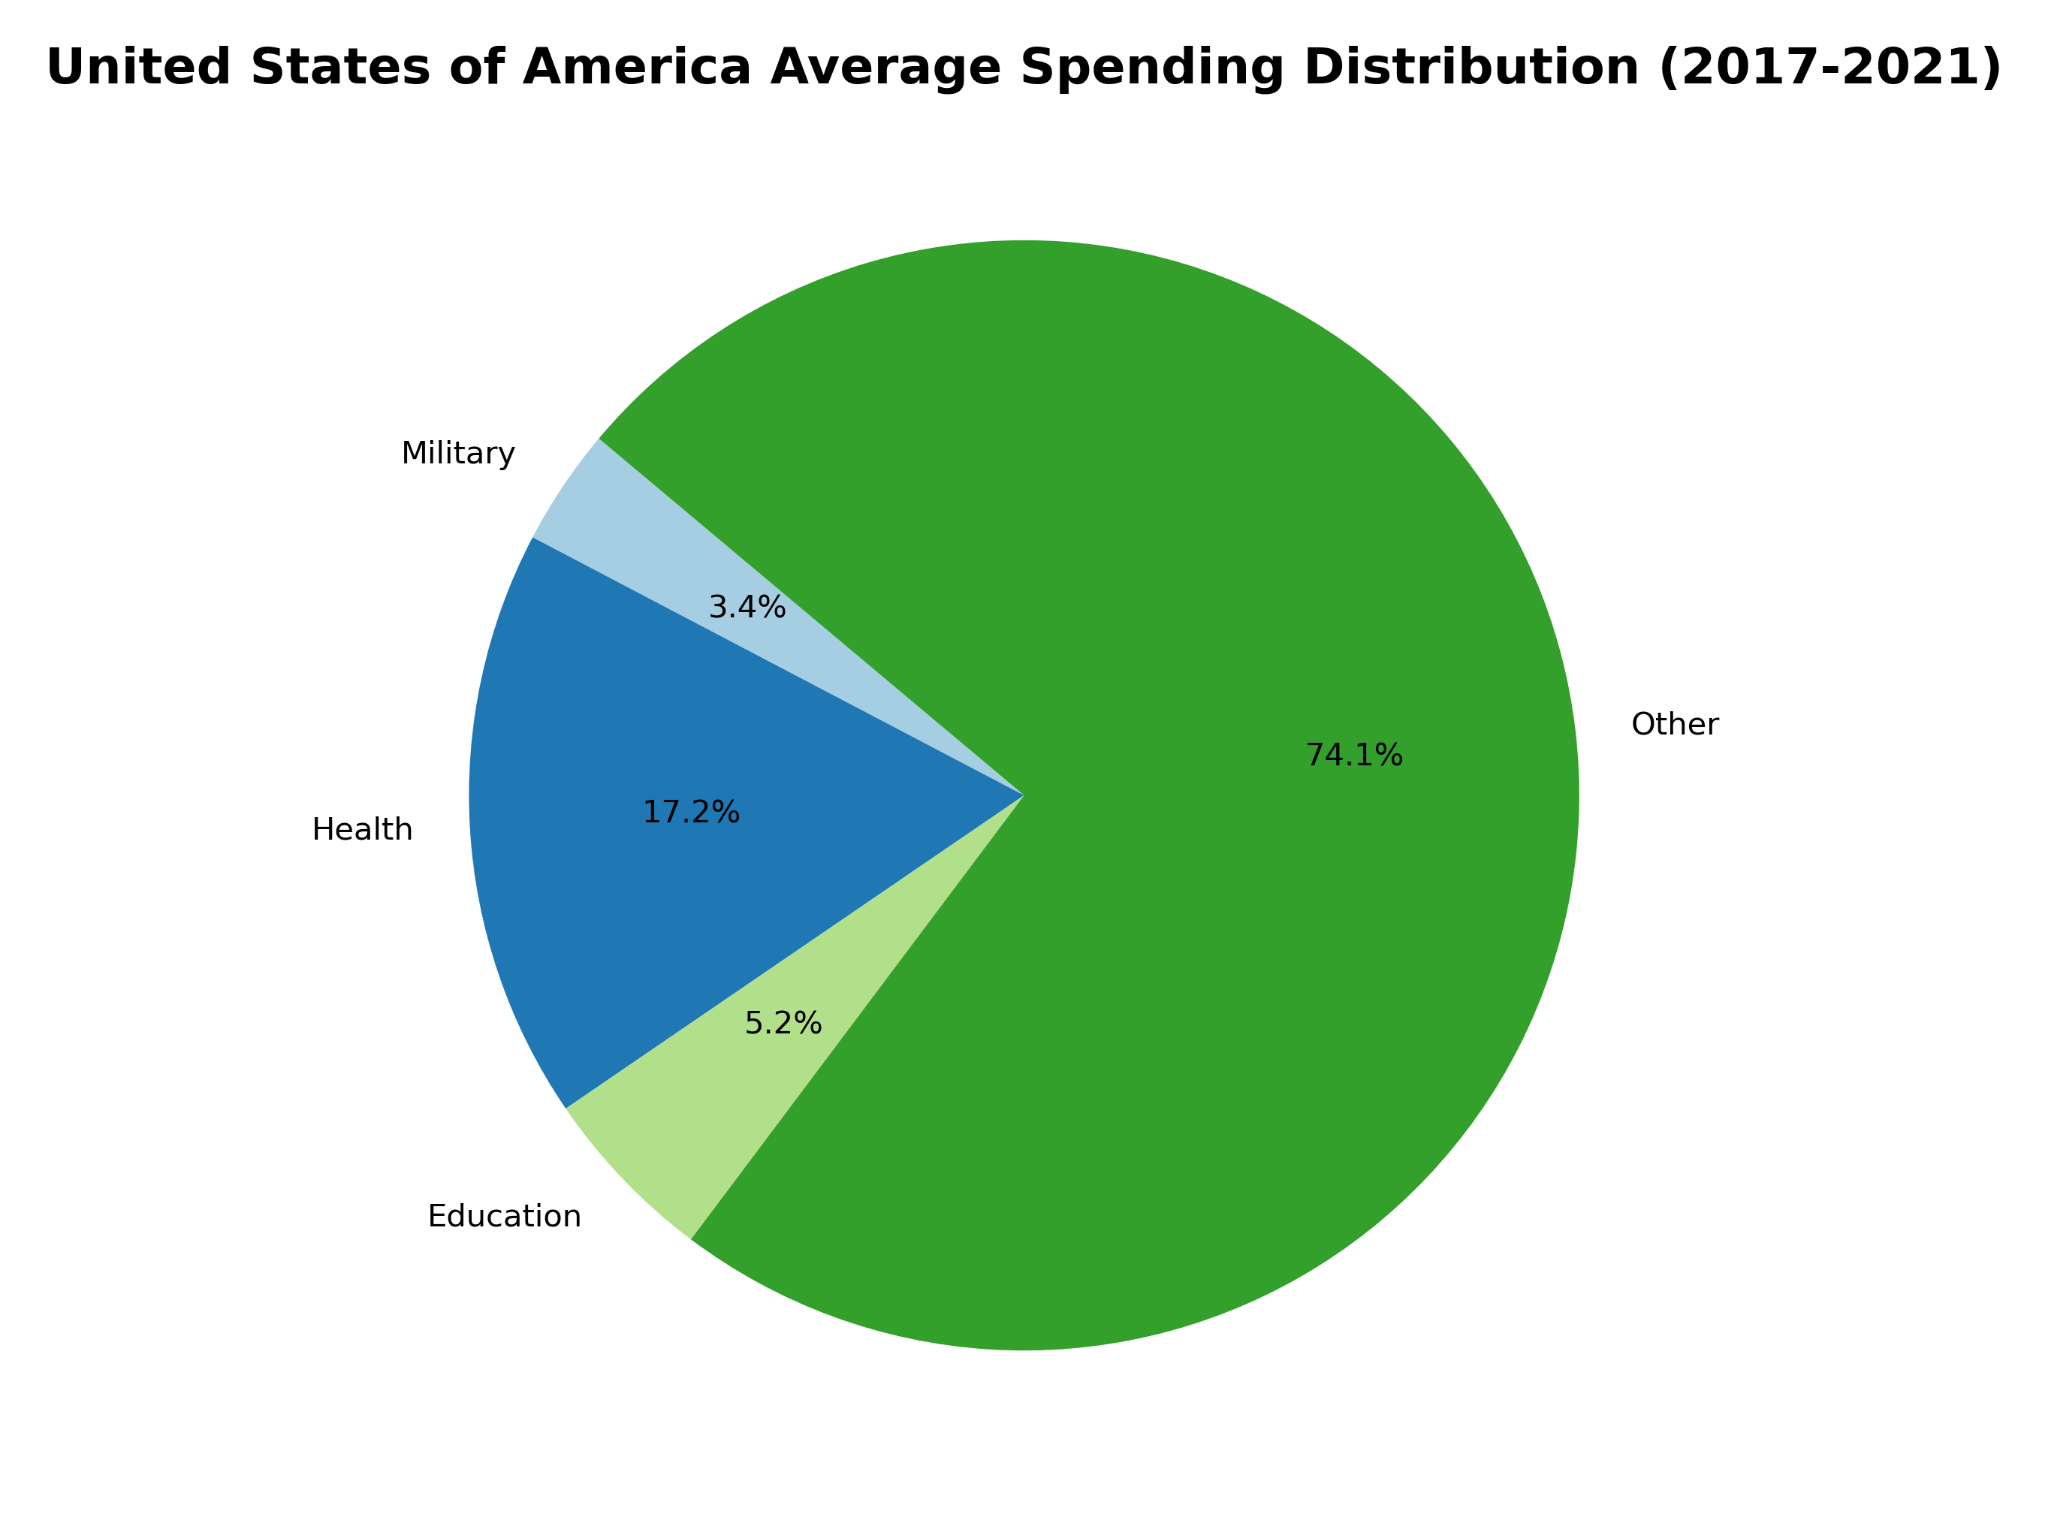 United States of America Average Spending Distribution (2017-2021)
Military
3.4%
Other
74.1%
Health
17.2%
5.2%
Education